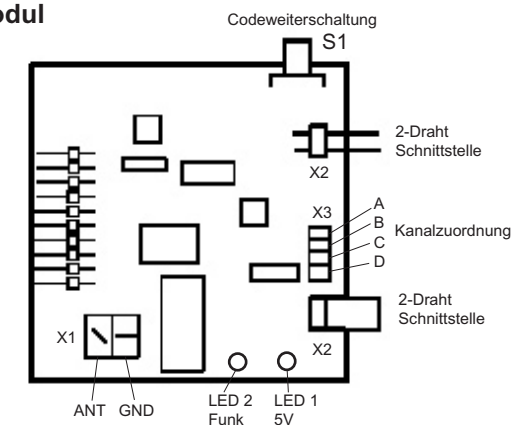 odul
Codeweiterschaltung
S1
2-Draht
Schnittstelle
X2
X3
A
B
C
D
Kanalzuordnung
2-Draht
Schnittstelle
X2
X1
ANT GND
LED 2
Funk
LED 1
5V